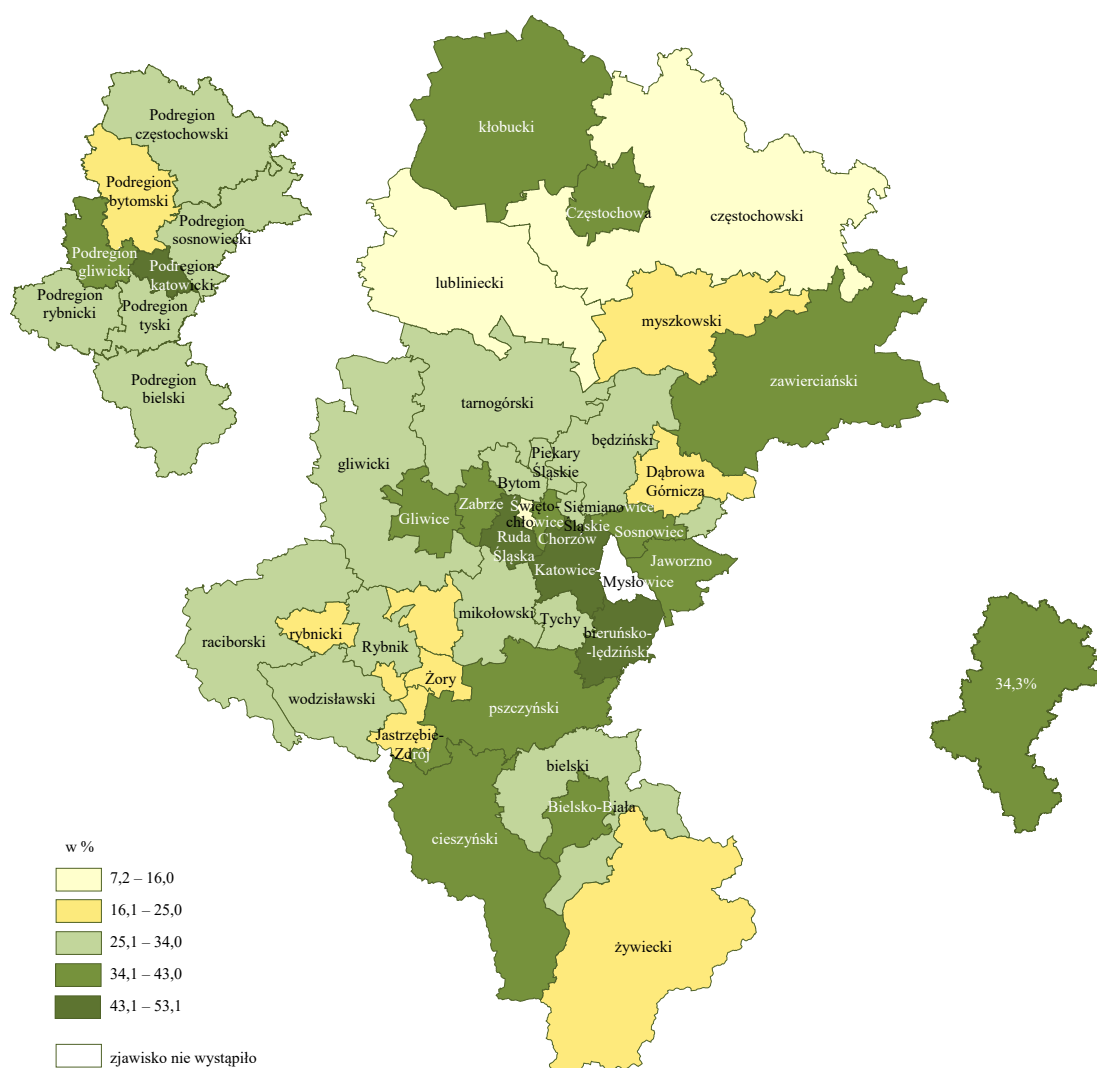 Podregion
częstochowski
Podregion
bytomski
Podregion
sosnowiecki
Podregion
gliwicki
Podregion
katowicki
Podregion
rybnicki
Podregion
tyski
Podregion
bielski
kłobucki
Częstochowa
częstochowski
lubliniecki
myszkowski
zawierciański
tarnogórski
gliwicki
będziński
Piekary
Śląskie
Bytom
Dąbrowa
Górnicza
Gliwice
Zabrze
Święto-
chłowice
Siemianowice
Śląskie
Ruda
Śląska
Chorzów
Sosnowiec
Katowice
Jaworzno
Mysłowice
raciborski
rybnicki
Rybnik
mikołowski
Tychy
bieruńsko-
-lędziński
wodzisławski
Żory
pszczyński
Jastrzębie-
-Zdrój
bielski
Bielsko-Biała
cieszyński
żywiecki
34,3%
w %
7,2 – 16,0
16,1 – 25,0
25,1 – 34,0
34,1 – 43,0
43,1 – 53,1
zjawisko nie wystąpiło